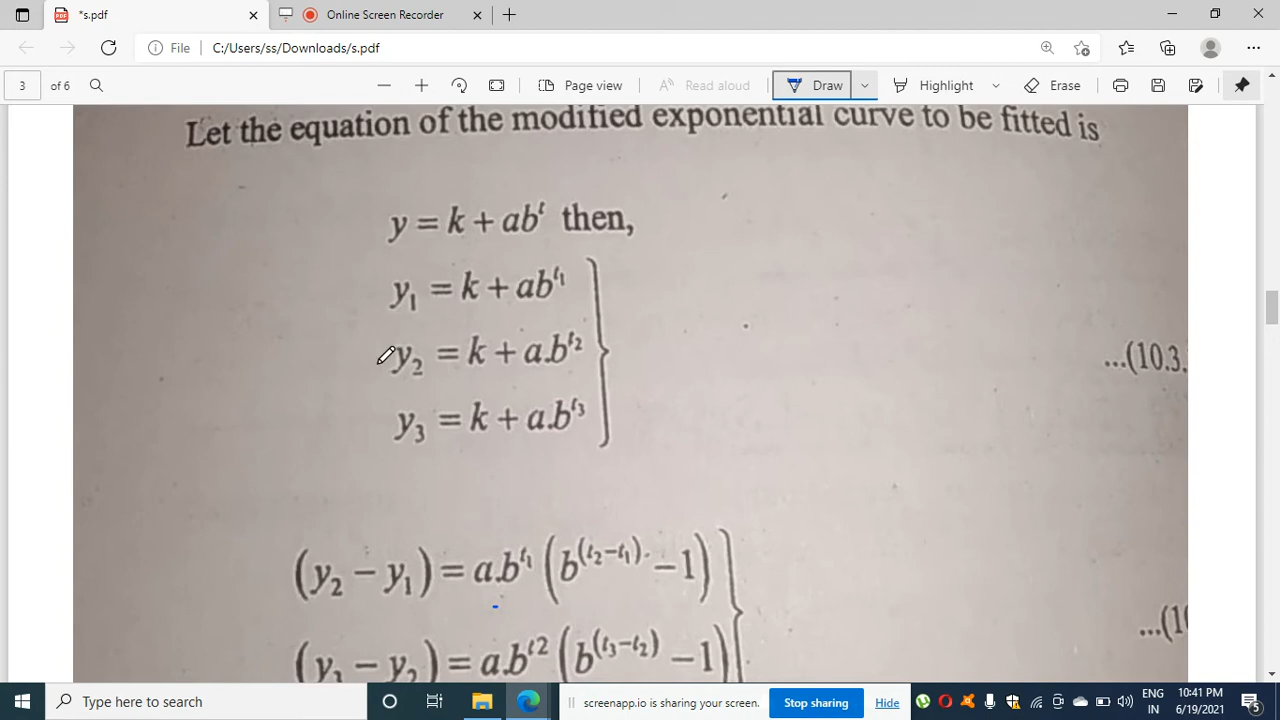 *s.pdf
Online Screen Recorder
File C:/Users/ss/Downloads/s.pdf
3 of 6
Page view
Read aloud
Draw
Highlight
Erase
Let the equation of the modified exponential curve to be fitted is
y = k + ab^t then,
y₁ = k + ab^t₁
y₂ = k + a.b^t₂
...(10.3.
y₃ = k + a.b^t₃
(y₂ − y₁) = a.b^t₁ (b^(t₂−t₁) − 1)
...(10
(y₃ − y₂) = a.b^t2 (b^(t₃−t₂) − 1)
Type here to search
screenapp.io is sharing your screen.
Stop sharing
Hide
ENG
IN
10:41 PM
6/19/2021
5